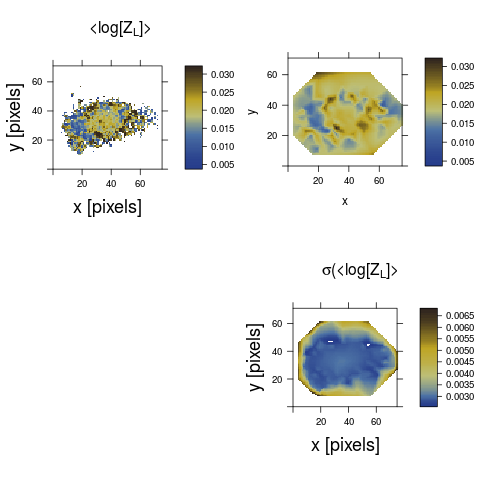 <log[Z_L]>
60
40
20
20 40 60
y [pixels]
x [pixels]
0.030
0.025
0.020
0.015
0.010
0.005
60
40
20
20 40 60
y
x
0.030
0.025
0.020
0.015
0.010
0.005
σ(<log[Z_L]>
60
40
20
20 40 60
y [pixels]
x [pixels]
0.0065
0.0060
0.0055
0.0050
0.0045
0.0040
0.0035
0.0030